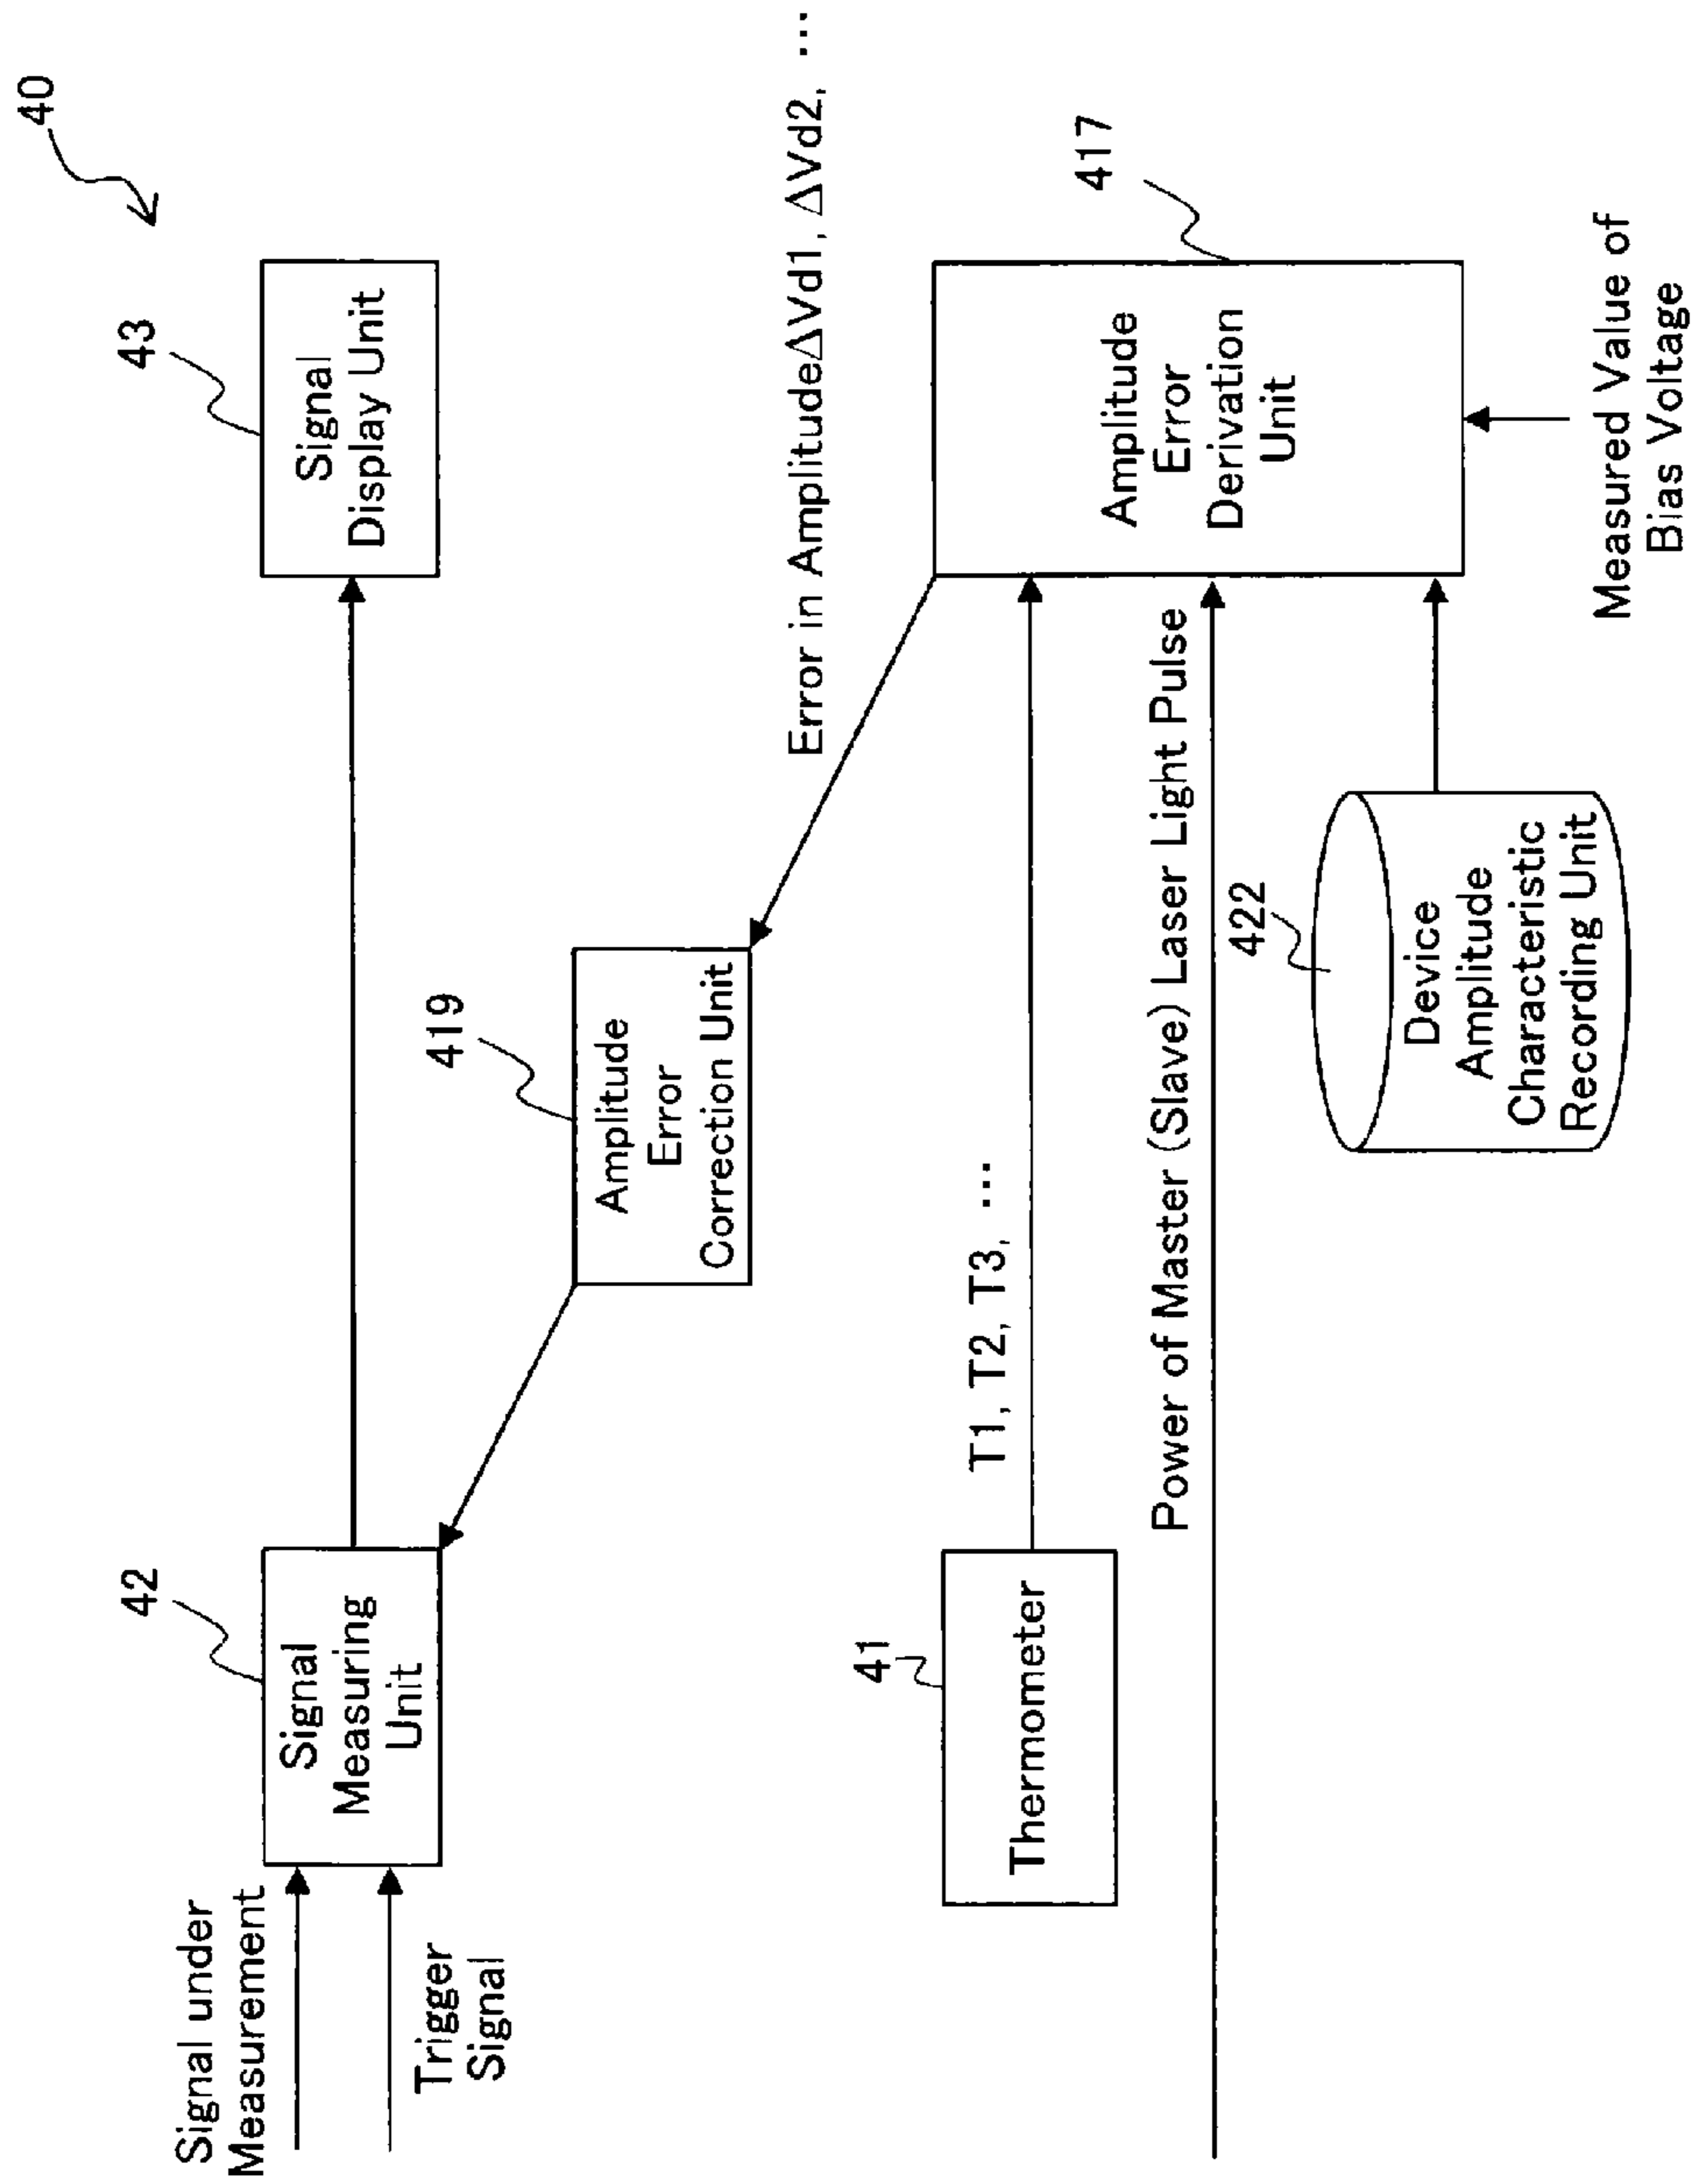 40
Signal under
Measurement
Trigger
Signal
42
Signal
Measuring
Unit
43
Signal
Display Unit
419
Amplitude
Error
Correction Unit
Error in AmplitudeΔVd1, ΔVd2, …
41
Thermometer
T1, T2, T3, …
417
Amplitude
Error
Derivation
Unit
Power of Master (Slave) Laser Light Pulse
422
Device
Amplitude
Characteristic
Recording Unit
Measured Value of
Bias Voltage